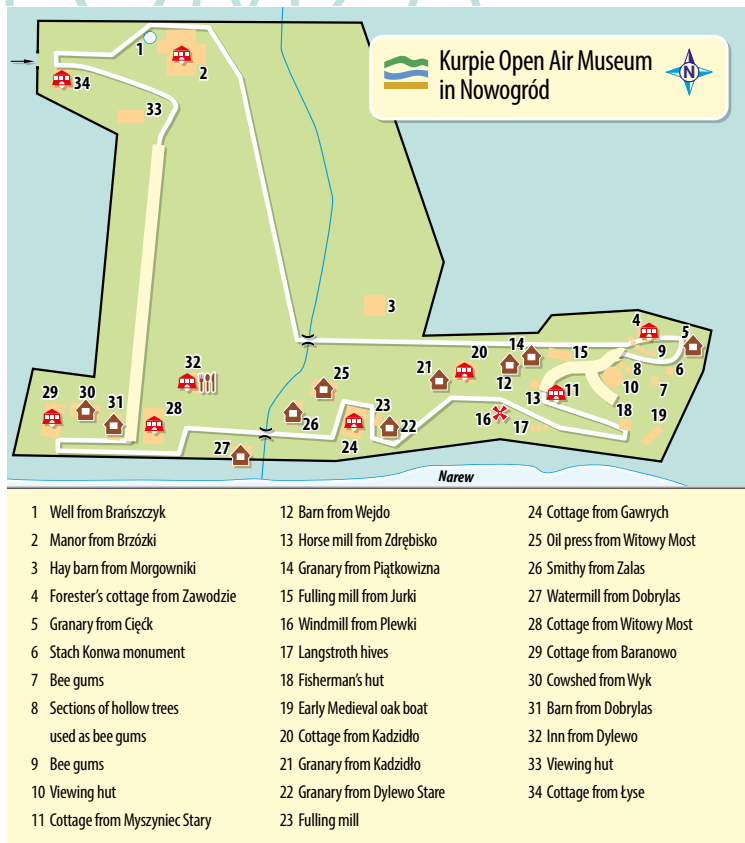 Kurpie Open Air Museum
in Nowogród
N
1
2
34
33
3
4
5
14
15
9
20
8
6
32
21
12
10
7
25
13
11
29
30
31
28
26
23
16
17
18
19
22
24
27
Narew
1 Well from Brańszczyk
2 Manor from Brzózki
3 Hay barn from Morgowniki
4 Forester's cottage from Zawodzie
5 Granary from Cięćk
6 Stach Konwa monument
7 Bee gums
8 Sections of hollow trees
used as bee gums
9 Bee gums
10 Viewing hut
11 Cottage from Myszyniec Stary
12 Barn from Wejdo
13 Horse mill from Zdrębisko
14 Granary from Piątkowizna
15 Fulling mill from Jurki
16 Windmill from Plewki
17 Langstroth hives
18 Fisherman's hut
19 Early Medieval oak boat
20 Cottage from Kadzidło
21 Granary from Kadzidło
22 Granary from Dylewo Stare
23 Fulling mill
24 Cottage from Gawrych
25 Oil press from Witowy Most
26 Smithy from Zalas
27 Watermill from Dobrylas
28 Cottage from Witowy Most
29 Cottage from Baranowo
30 Cowshed from Wyk
31 Barn from Dobrylas
32 Inn from Dylewo
33 Viewing hut
34 Cottage from Łyse